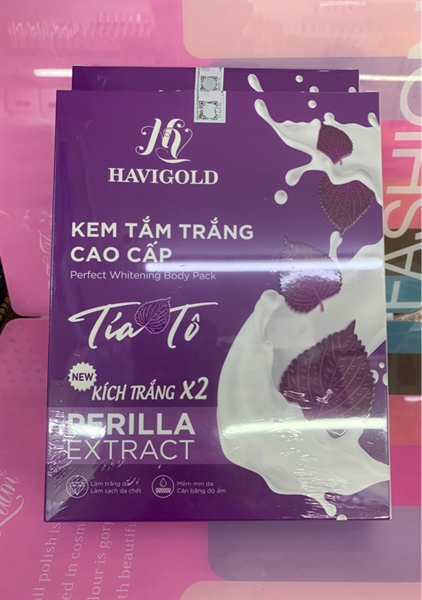 HAVIGOLD
KEM TẮM TRẮNG
CAO CẤP
Perfect Whitening Body Pack
Tía Tô
NEW
KÍCH TRẮNG X2
PERILLA
EXTRACT
Làm trắng da
Làm sạch da chết
Mềm mịn da
Cân bằng độ ẩm
FASHION